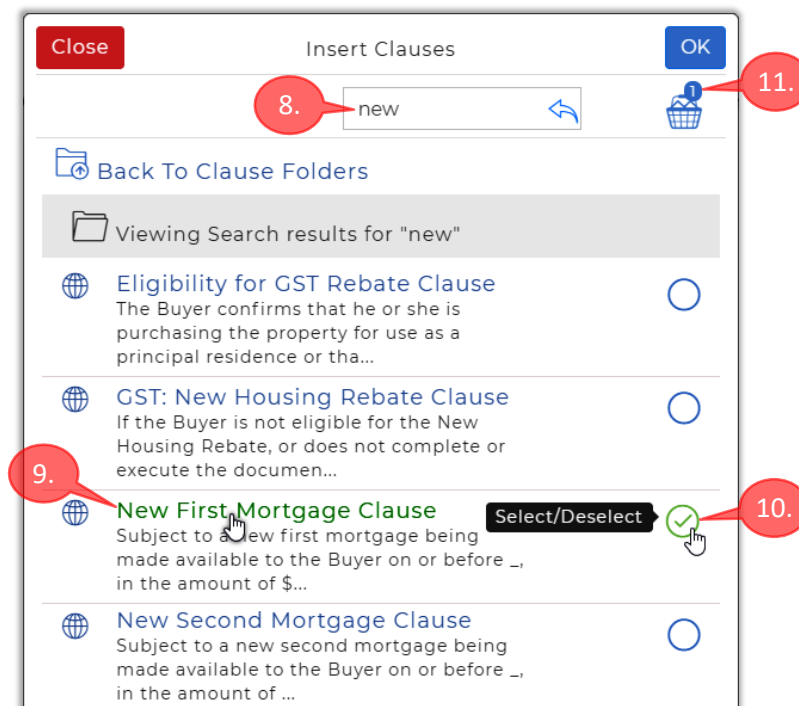 Close
Insert Clauses
OK
11.
1
8.
new
Back To Clause Folders
Viewing Search results for "new"
Eligibility for GST Rebate Clause
The Buyer confirms that he or she is
purchasing the property for use as a
principal residence or tha...
GST: New Housing Rebate Clause
If the Buyer is not eligible for the New
Housing Rebate, or does not complete or
execute the documen...
9.
New First Mortgage Clause
Select/Deselect
10.
Subject to a new first mortgage being
made available to the Buyer on or before _,
in the amount of $...
New Second Mortgage Clause
Subject to a new second mortgage being
made available to the Buyer on or before _,
in the amount of ...